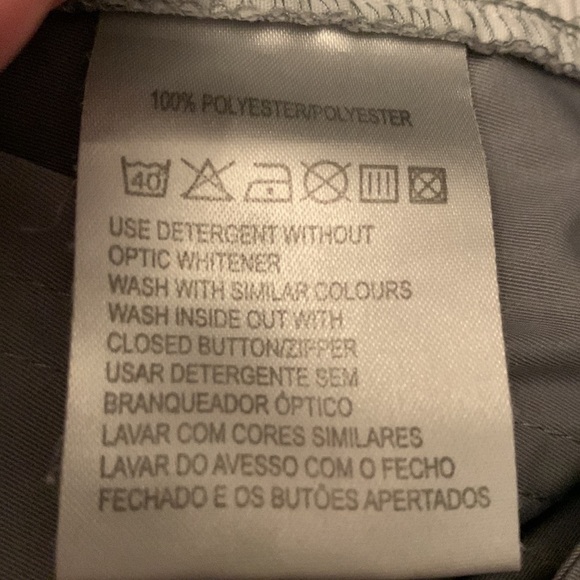 100% POLYESTER/POLYESTER
40
USE DETERGENT WITHOUT
OPTIC WHITENER
WASH WITH SIMILAR COLOURS
WASH INSIDE OUT WITH
CLOSED BUTTON/ZIPPER
USAR DETERGENTE SEM
BRANQUEADOR ÓPTICO
LAVAR COM CORES SIMILARES
LAVAR DO AVESSO COM O FECHO
FECHADO E OS BUTÕES APERTADOS